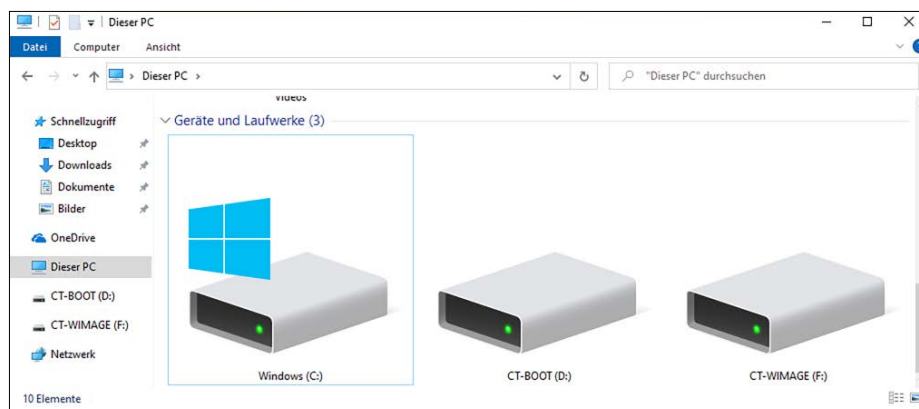 Dieser PC
Datei Computer Ansicht
Dieser PC
"Dieser PC" durchsuchen
Videos
Schnellzugriff
Desktop
Downloads
Dokumente
Bilder
OneDrive
Dieser PC
CT-BOOT (D:)
CT-WIMAGE (F:)
Netzwerk
Geräte und Laufwerke (3)
Windows (C:)
CT-BOOT (D:)
CT-WIMAGE (F:)
10 Elemente